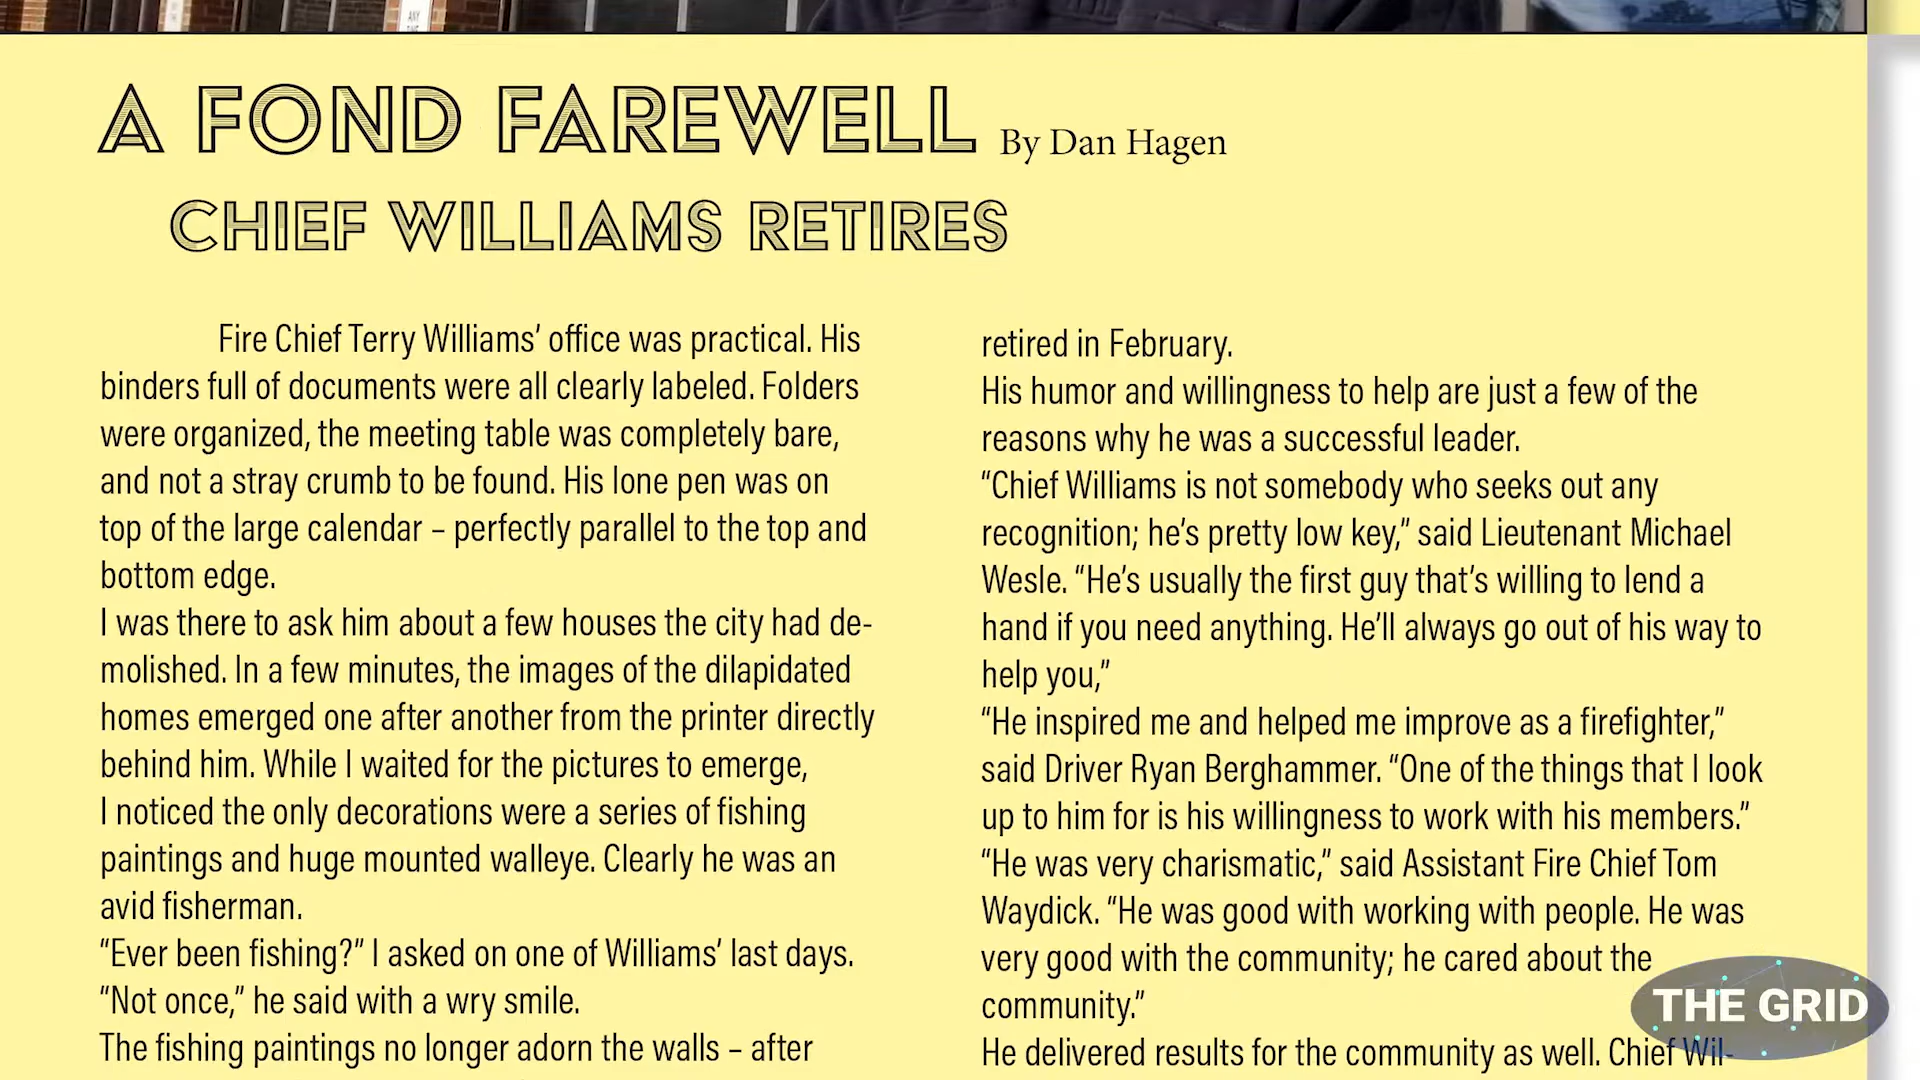 ANY
A FOND FAREWELL By Dan Hagen
CHIEF WILLIAMS RETIRES
Fire Chief Terry Williams’ office was practical. His
binders full of documents were all clearly labeled. Folders
were organized, the meeting table was completely bare,
and not a stray crumb to be found. His lone pen was on
top of the large calendar – perfectly parallel to the top and
bottom edge.
I was there to ask him about a few houses the city had de-
molished. In a few minutes, the images of the dilapidated
homes emerged one after another from the printer directly
behind him. While I waited for the pictures to emerge,
I noticed the only decorations were a series of fishing
paintings and huge mounted walleye. Clearly he was an
avid fisherman.
“Ever been fishing?” I asked on one of Williams’ last days.
“Not once,” he said with a wry smile.
The fishing paintings no longer adorn the walls – after
retired in February.
His humor and willingness to help are just a few of the
reasons why he was a successful leader.
“Chief Williams is not somebody who seeks out any
recognition; he’s pretty low key,” said Lieutenant Michael
Wesle. “He’s usually the first guy that’s willing to lend a
hand if you need anything. He’ll always go out of his way to
help you,”
“He inspired me and helped me improve as a firefighter,”
said Driver Ryan Berghammer. “One of the things that I look
up to him for is his willingness to work with his members.”
“He was very charismatic,” said Assistant Fire Chief Tom
Waydick. “He was good with working with people. He was
very good with the community; he cared about the
community.”
He delivered results for the community as well. Chief Wil-
THE GRID